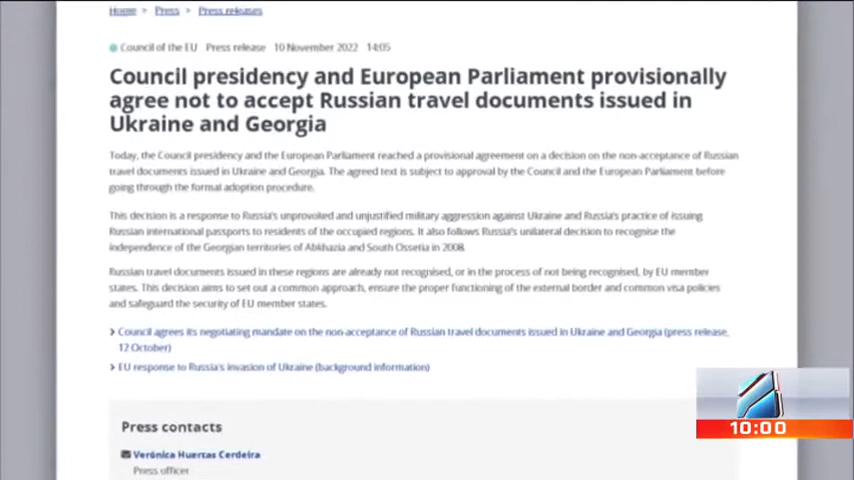 Home > Press > Press releases
Council of the EU Press release 10 November 2022 14:05
Council presidency and European Parliament provisionally
agree not to accept Russian travel documents issued in
Ukraine and Georgia
Today, the Council presidency and the European Parliament reached a provisional agreement on a decision on the non-acceptance of Russian
travel documents issued in Ukraine and Georgia. The agreed text is subject to approval by the Council and the European Parliament before
going through the formal adoption procedure.
This decision is a response to Russia's unprovoked and unjustified military aggression against Ukraine and Russia's practice of issuing
Russian international passports to residents of the occupied regions. It also follows Russia's unilateral decision to recognise the
independence of the Georgian territories of Abkhazia and South Ossetia in 2008.
Russian travel documents issued in these regions are already not recognised, or in the process of not being recognised, by EU member
states. This decision aims to set out a common approach, ensure the proper functioning of the external border and common visa policies
and safeguard the security of EU member states.
> Council agrees its negotiating mandate on the non-acceptance of Russian travel documents issued in Ukraine and Georgia (press release,
12 October)
> EU response to Russia's invasion of Ukraine (background information)
Press contacts
Verónica Huertas Cerdeira
Press officer
10:00